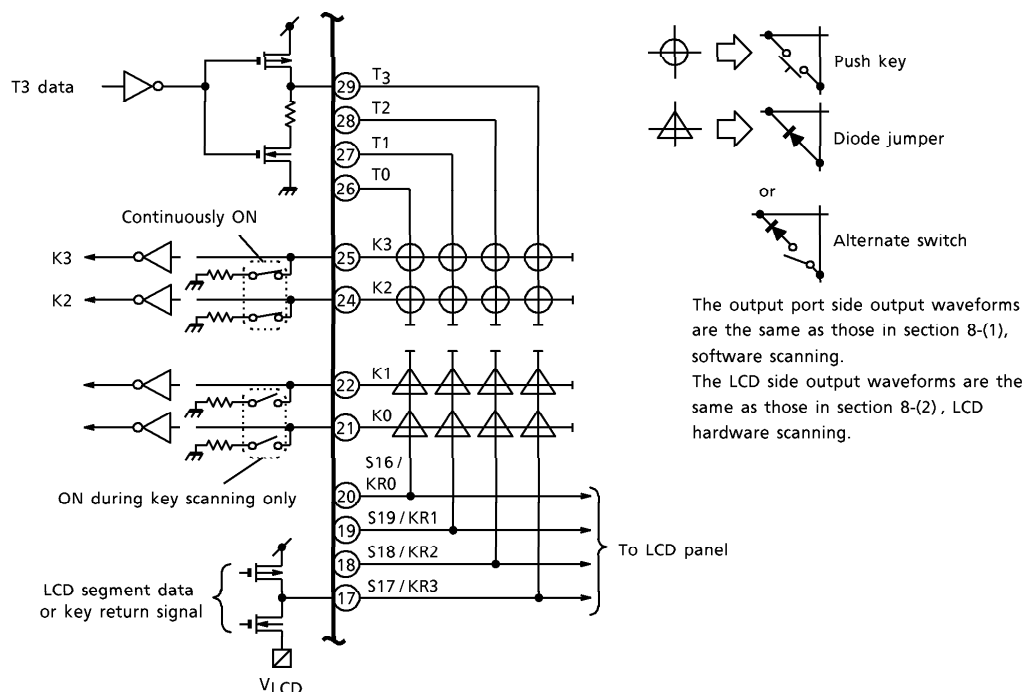 T3 data
29
T3
28
T2
27
T1
26
T0
Continuously ON
K3
25
K3
K2
24
K2
22
K1
21
K0
ON during key scanning only
S16 /
20
KR0
19
S19 / KR1
18
S18 / KR2
17
S17 / KR3
To LCD panel
LCD segment data
or key return signal
VLCD
Push key
Diode jumper
or
Alternate switch
The output port side output waveforms
are the same as those in section 8-(1),
software scanning.
The LCD side output waveforms are the
same as those in section 8-(2), LCD
hardware scanning.